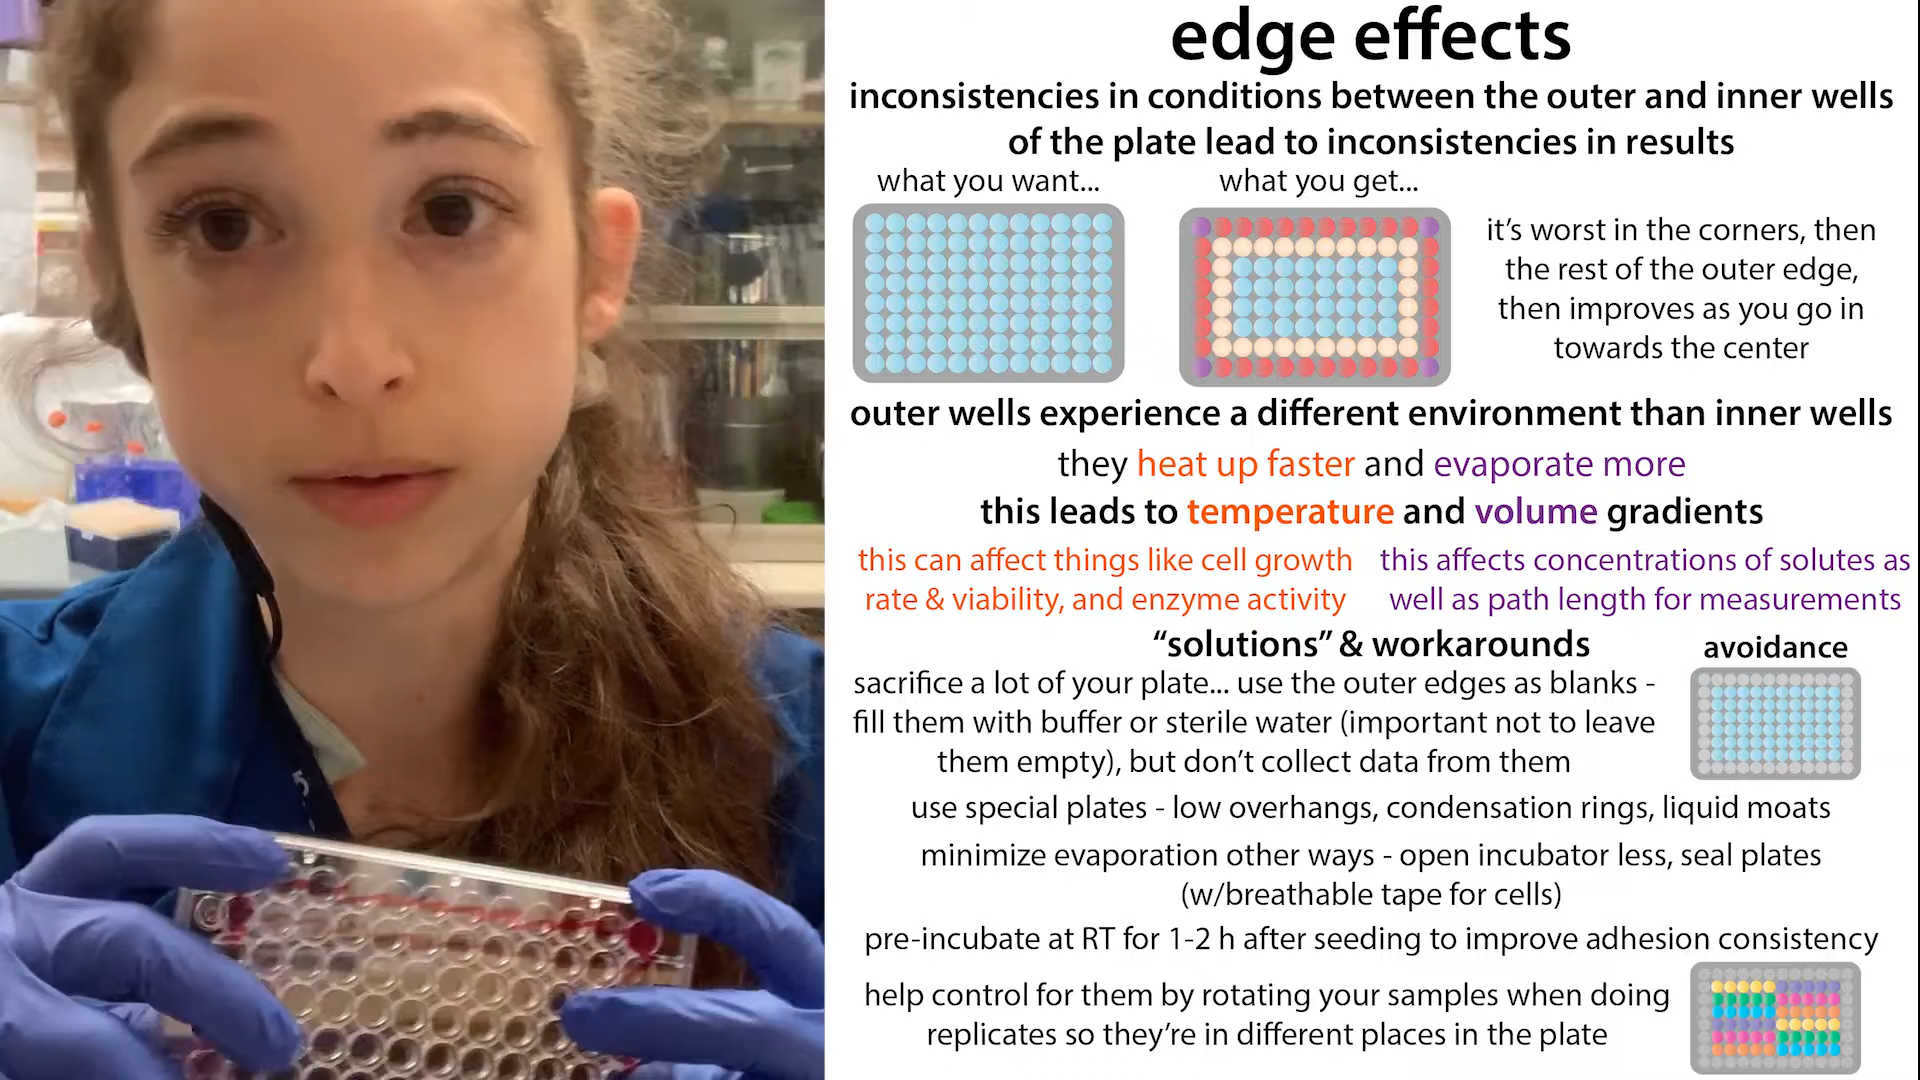 edge effects
inconsistencies in conditions between the outer and inner wells
of the plate lead to inconsistencies in results
what you want...
what you get...
it's worst in the corners, then
the rest of the outer edge,
then improves as you go in
towards the center
outer wells experience a different environment than inner wells
they heat up faster and evaporate more
this leads to temperature and volume gradients
this can affect things like cell growth
rate & viability, and enzyme activity
this affects concentrations of solutes as
well as path length for measurements
“solutions” & workarounds
avoidance
sacrifice a lot of your plate... use the outer edges as blanks -
fill them with buffer or sterile water (important not to leave
them empty), but don't collect data from them
use special plates - low overhangs, condensation rings, liquid moats
minimize evaporation other ways - open incubator less, seal plates
(w/breathable tape for cells)
pre-incubate at RT for 1-2 h after seeding to improve adhesion consistency
help control for them by rotating your samples when doing
replicates so they're in different places in the plate
5